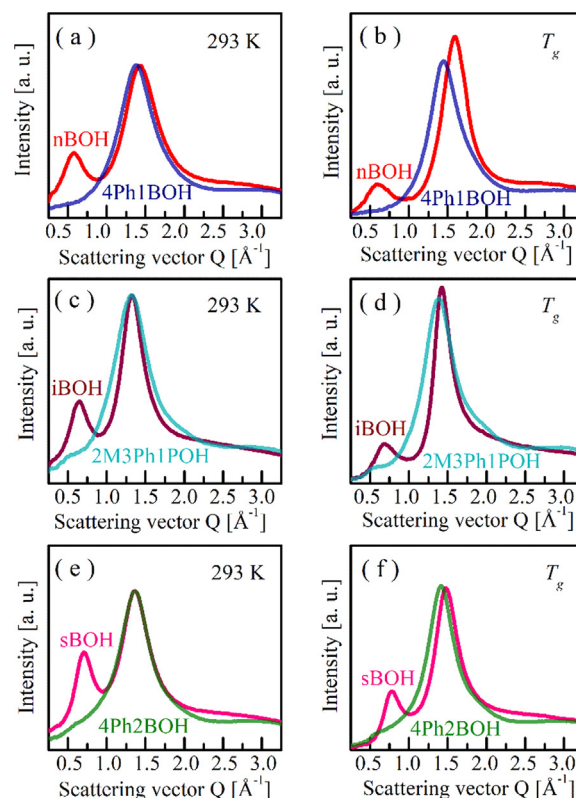 ( a )
293 K
Intensity [a. u.]
nBOH
4Ph1BOH
0.5 1.0 1.5 2.0 2.5 3.0
Scattering vector Q [Å-1]
( b )
Tg
Intensity [a. u.]
nBOH
4Ph1BOH
0.5 1.0 1.5 2.0 2.5 3.0
Scattering vector Q [Å-1]
( c )
293 K
Intensity [a. u.]
iBOH
2M3Ph1POH
0.5 1.0 1.5 2.0 2.5 3.0
Scattering vector Q [Å-1]
( d )
Tg
Intensity [a. u.]
iBOH
2M3Ph1POH
0.5 1.0 1.5 2.0 2.5 3.0
Scattering vector Q [Å-1]
( e )
293 K
Intensity [a. u.]
sBOH
4Ph2BOH
0.5 1.0 1.5 2.0 2.5 3.0
Scattering vector Q [Å-1]
( f )
Tg
Intensity [a. u.]
sBOH
4Ph2BOH
0.5 1.0 1.5 2.0 2.5 3.0
Scattering vector Q [Å-1]